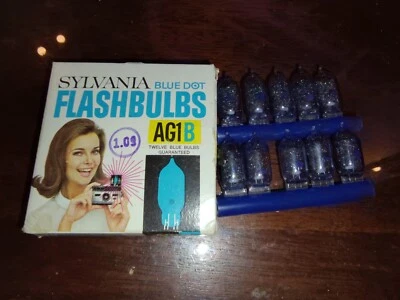 SYLVANIA BLUE DOT
FLASHBULBS
AG1B
TWELVE BLUE BULBS
GUARANTEED
1.09